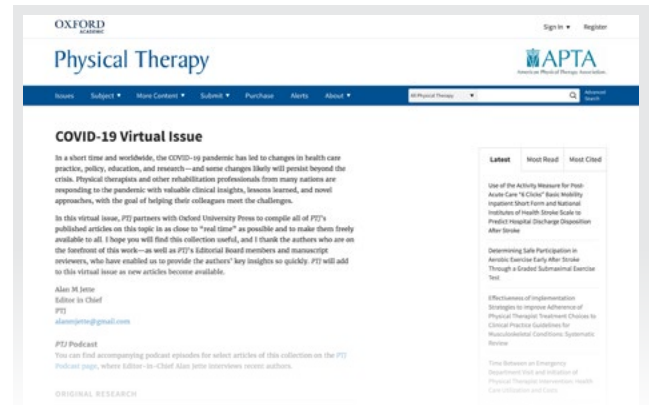 OXFORD
ACADEMIC
Sign In ▾ Register
Physical Therapy
APTA
American Physical Therapy Association
Issues Subject ▾ More Content ▾ Submit ▾ Purchase Alerts About ▾
All Physical Therapy ▾
Advanced
Search
COVID-19 Virtual Issue
In a short time and worldwide, the COVID-19 pandemic has led to changes in health care
practice, policy, education, and research—and some changes likely will persist beyond the
crisis. Physical therapists and other rehabilitation professionals from many nations are
responding to the pandemic with valuable clinical insights, lessons learned, and novel
approaches, with the goal of helping their colleagues meet the challenges.
In this virtual issue, PTJ partners with Oxford University Press to compile all of PTJ's
published articles on this topic in as close to “real time” as possible and to make them freely
available to all. I hope you will find this collection useful, and I thank the authors who are on
the forefront of this work—as well as PTJ's Editorial Board members and manuscript
reviewers, who have enabled us to provide the authors' key insights so quickly. PTJ will add
to this virtual issue as new articles become available.
Alan M Jette
Editor in Chief
PTJ
alanmjette@gmail.com
PTJ Podcast
You can find accompanying podcast episodes for select articles of this collection on the PTJ
Podcast page, where Editor-in-Chief Alan Jette interviews recent authors.
ORIGINAL RESEARCH
Latest Most Read Most Cited
Use of the Activity Measure for Post-
Acute Care “6 Clicks” Basic Mobility
Inpatient Short Form and National
Institutes of Health Stroke Scale to
Predict Hospital Discharge Disposition
After Stroke
Determining Safe Participation in
Aerobic Exercise Early After Stroke
Through a Graded Submaximal Exercise
Test
Effectiveness of Implementation
Strategies to Improve Adherence of
Physical Therapist Treatment Choices to
Clinical Practice Guidelines for
Musculoskeletal Conditions: Systematic
Review
Time Between an Emergency
Department Visit and Initiation of
Physical Therapist Intervention: Health
Care Utilization and Costs